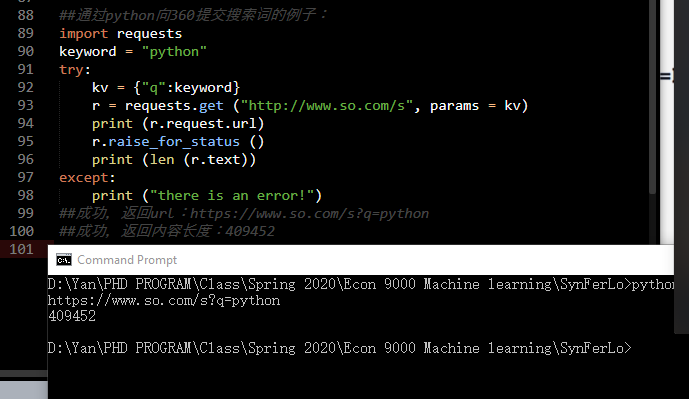 88 ##通过python向360提交搜索词的例子：
89 import requests
90 keyword = "python"
91 try:
92 kv = {"q":keyword}
93 r = requests.get ("http://www.so.com/s", params = kv)
94 print (r.request.url)
95 r.raise_for_status ()
96 print (len (r.text))
97 except:
98 print ("there is an error!")
99 ##成功，返回url：https://www.so.com/s?q=python
100 ##成功，返回内容长度：409452
101
Command Prompt
D:\Yan\PHD PROGRAM\Class\Spring 2020\Econ 9000 Machine learning\SynFerLo>python
https://www.so.com/s?q=python
409452
D:\Yan\PHD PROGRAM\Class\Spring 2020\Econ 9000 Machine learning\SynFerLo>